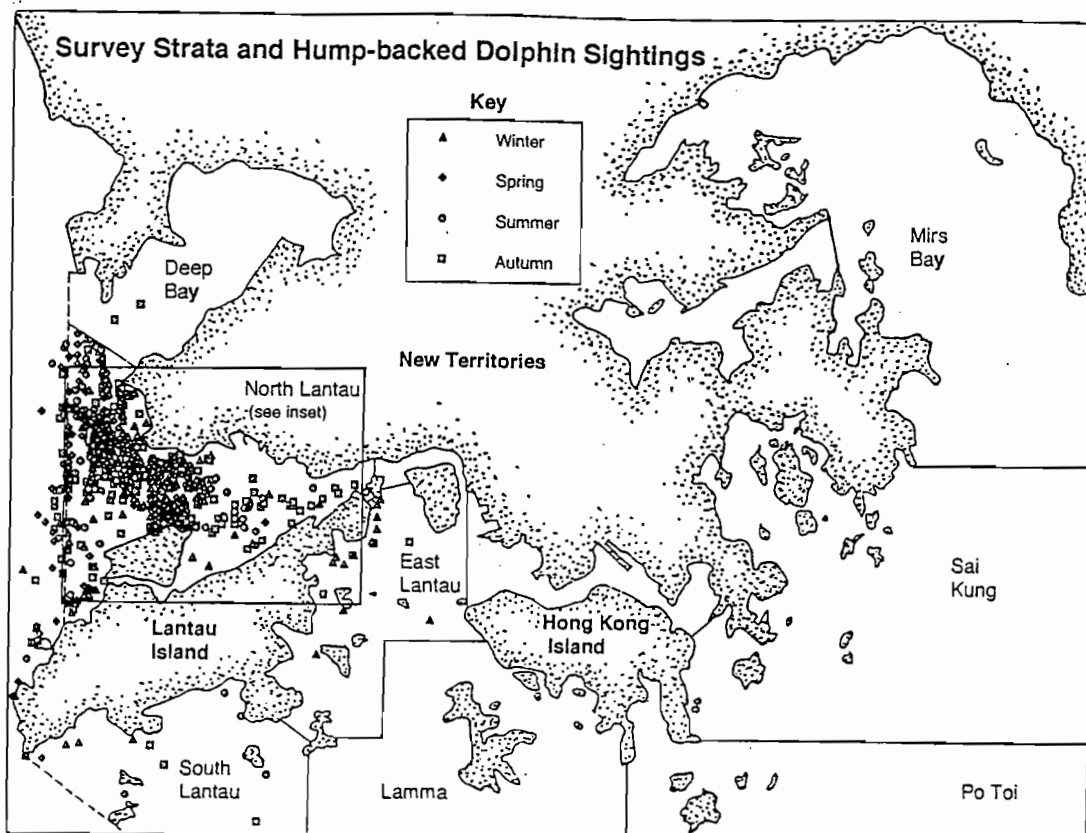 Survey Strata and Hump-backed Dolphin Sightings
Key
Winter
Spring
Summer
Autumn
Deep
Bay
Mirs
Bay
New Territories
North Lantau
(see inset)
East
Lantau
Sai
Kung
Lantau
Island
Hong Kong
Island
South
Lantau
Lamma
Po Toi